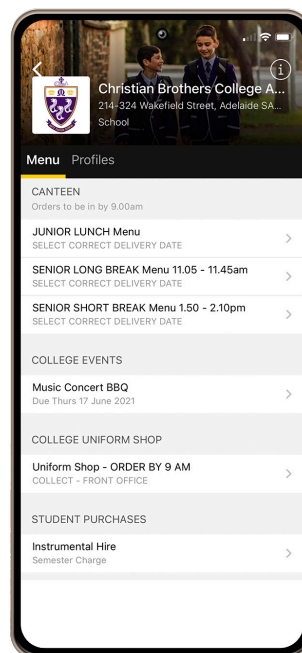 Christian Brothers College A...
214-324 Wakefield Street, Adelaide SA...
School
Menu Profiles
CANTEEN
Orders to be in by 9.00am
JUNIOR LUNCH Menu
SELECT CORRECT DELIVERY DATE
SENIOR LONG BREAK Menu 11.05 - 11.45am
SELECT CORRECT DELIVERY DATE
SENIOR SHORT BREAK Menu 1.50 - 2.10pm
SELECT CORRECT DELIVERY DATE
COLLEGE EVENTS
Music Concert BBQ
Due Thurs 17 June 2021
COLLEGE UNIFORM SHOP
Uniform Shop - ORDER BY 9 AM
COLLECT - FRONT OFFICE
STUDENT PURCHASES
Instrumental Hire
Semester Charge